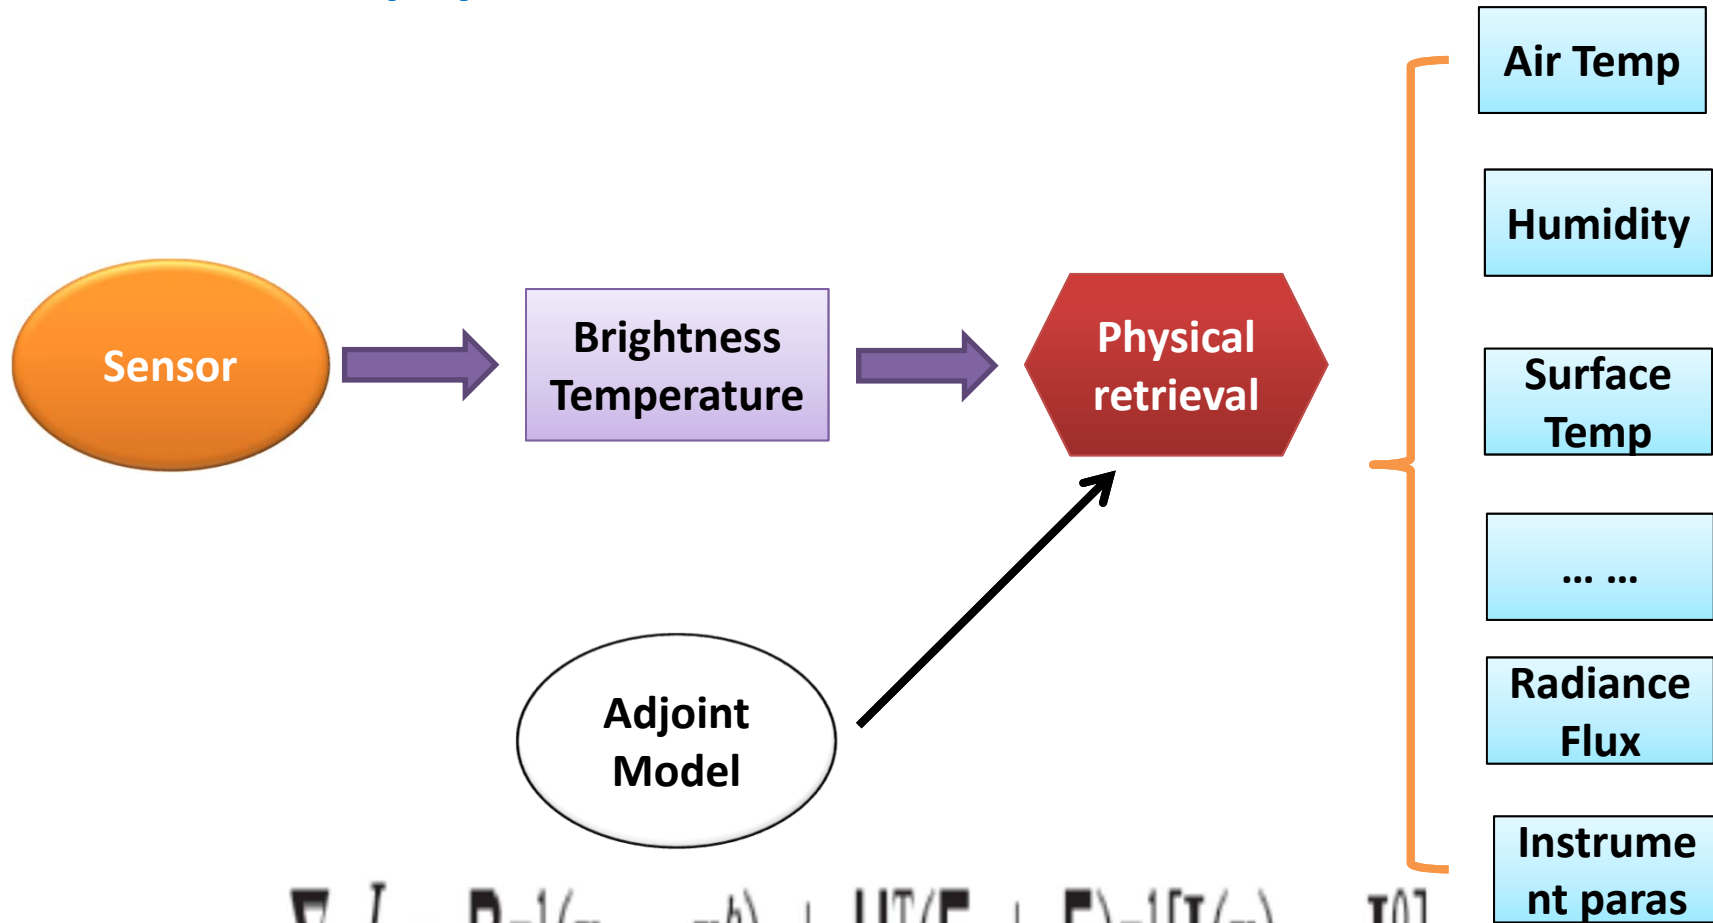 Air Temp
Humidity
Sensor
Brightness
Temperature
Physical
retrieval
Surface
Temp
... ...
Adjoint
Model
Radiance
Flux
Instrume
nt paras